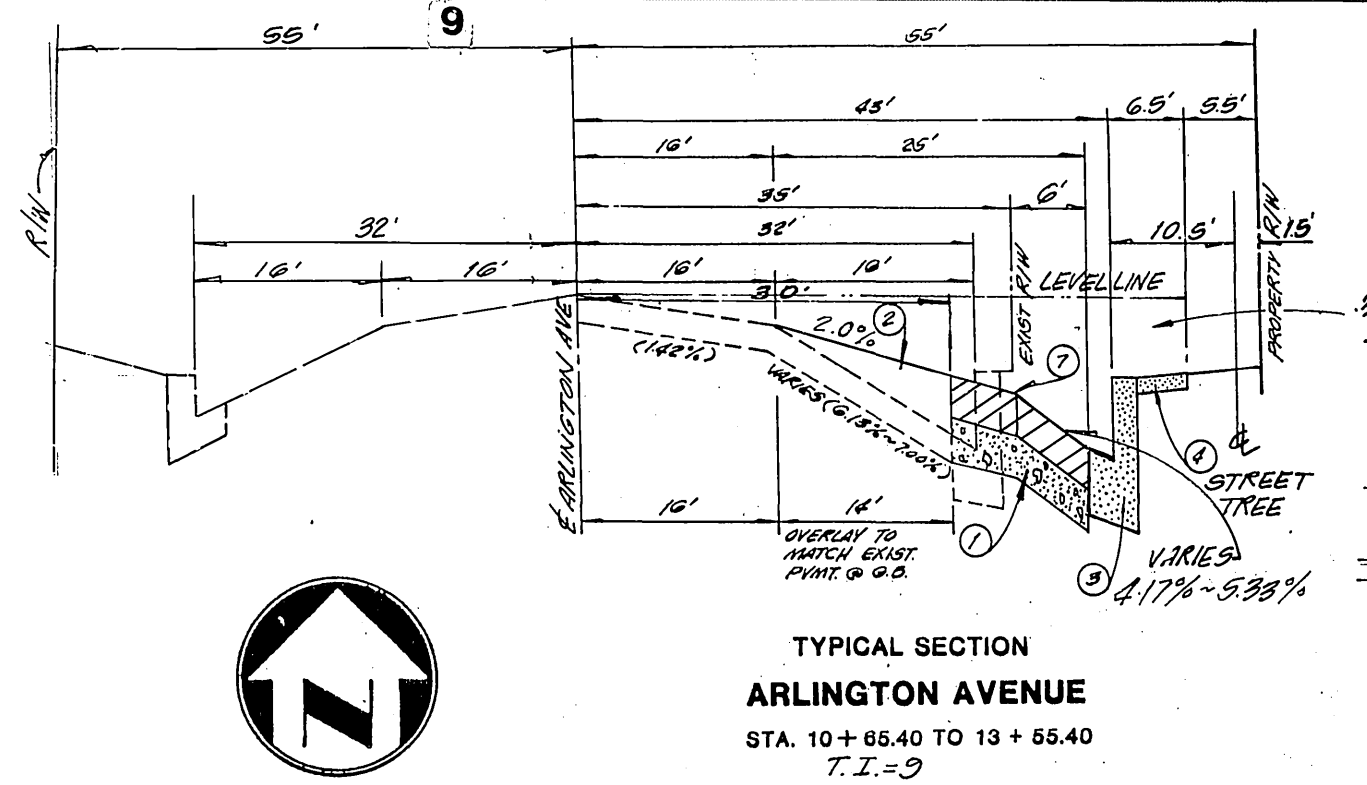 9
55'
55'
43'
6.5'
5.5'
16'
25'
35'
6'
32'
32'
10.5'
1.5'
16'
16'
16'
16'
R/W
30'
LEVEL LINE
EXIST R/W
PROPERTY R/W
2.0%
2
7
(1.42%)
VARIES (6.13%~7.00%)
℄ ARLINGTON AVE
℄
STREET
TREE
4
16'
14'
OVERLAY TO
MATCH EXIST.
PVMT. @ G.B.
1
3
VARIES
4.17%~5.33%
N
TYPICAL SECTION
ARLINGTON AVENUE
STA. 10+65.40 TO 13+55.40
T.I.=9